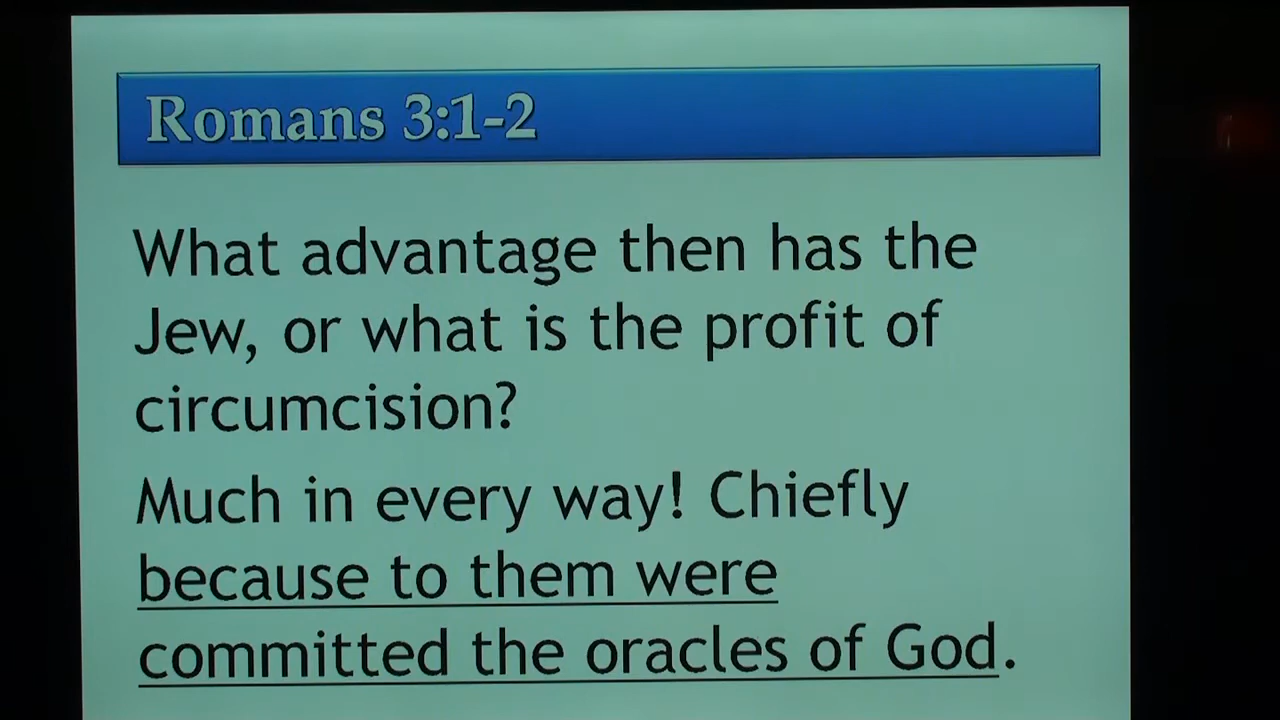 Romans 3:1-2
What advantage then has the
Jew, or what is the profit of
circumcision?
Much in every way! Chiefly
because to them were
committed the oracles of God.